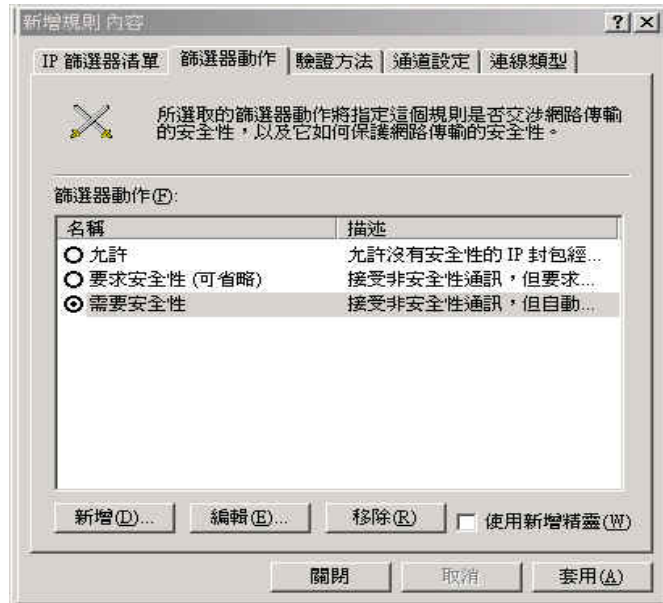 新增規則 內容
IP 篩選器清單 篩選器動作 驗證方法 通道設定 連線類型
所選取的篩選器動作將指定這個規則是否交涉網路傳輸
的安全性，以及它如何保護網路傳輸的安全性。
篩選器動作(F):
名稱 描述
允許 允許沒有安全性的 IP 封包經...
要求安全性 (可省略) 接受非安全性通訊，但要求...
需要安全性 接受非安全性通訊，但自動...
新增(D)... 編輯(E)... 移除(R) 使用新增精靈(W)
關閉 取消 套用(A)